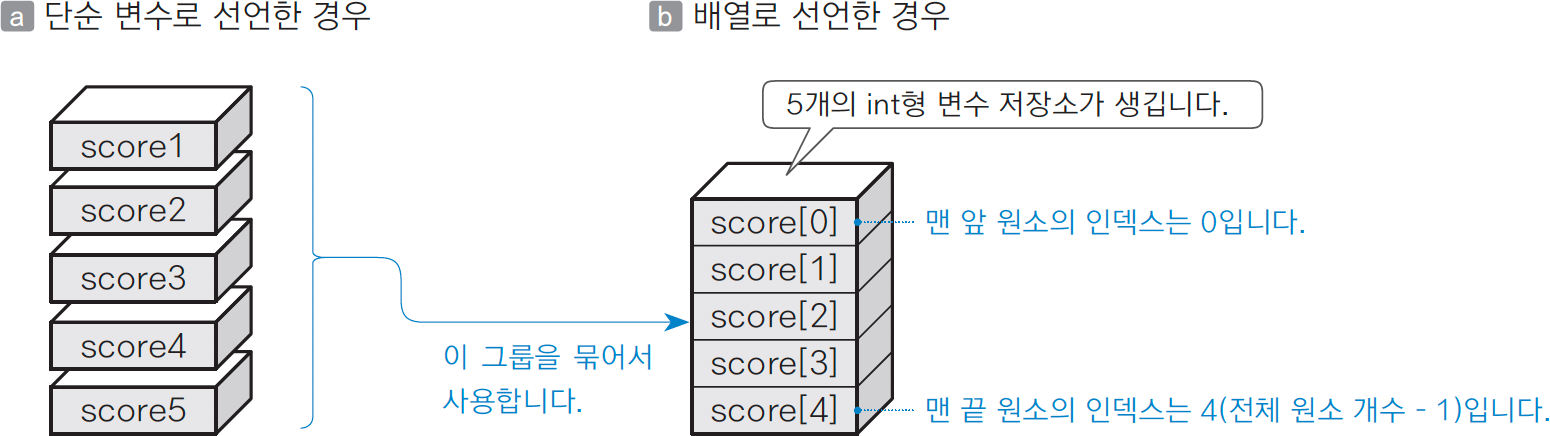 a 단순 변수로 선언한 경우
score1
score2
score3
score4
score5
이 그룹을 묶어서
사용합니다.
b 배열로 선언한 경우
5개의 int형 변수 저장소가 생깁니다.
score[0]
맨 앞 원소의 인덱스는 0입니다.
score[1]
score[2]
score[3]
score[4]
맨 끝 원소의 인덱스는 4(전체 원소 개수 - 1)입니다.